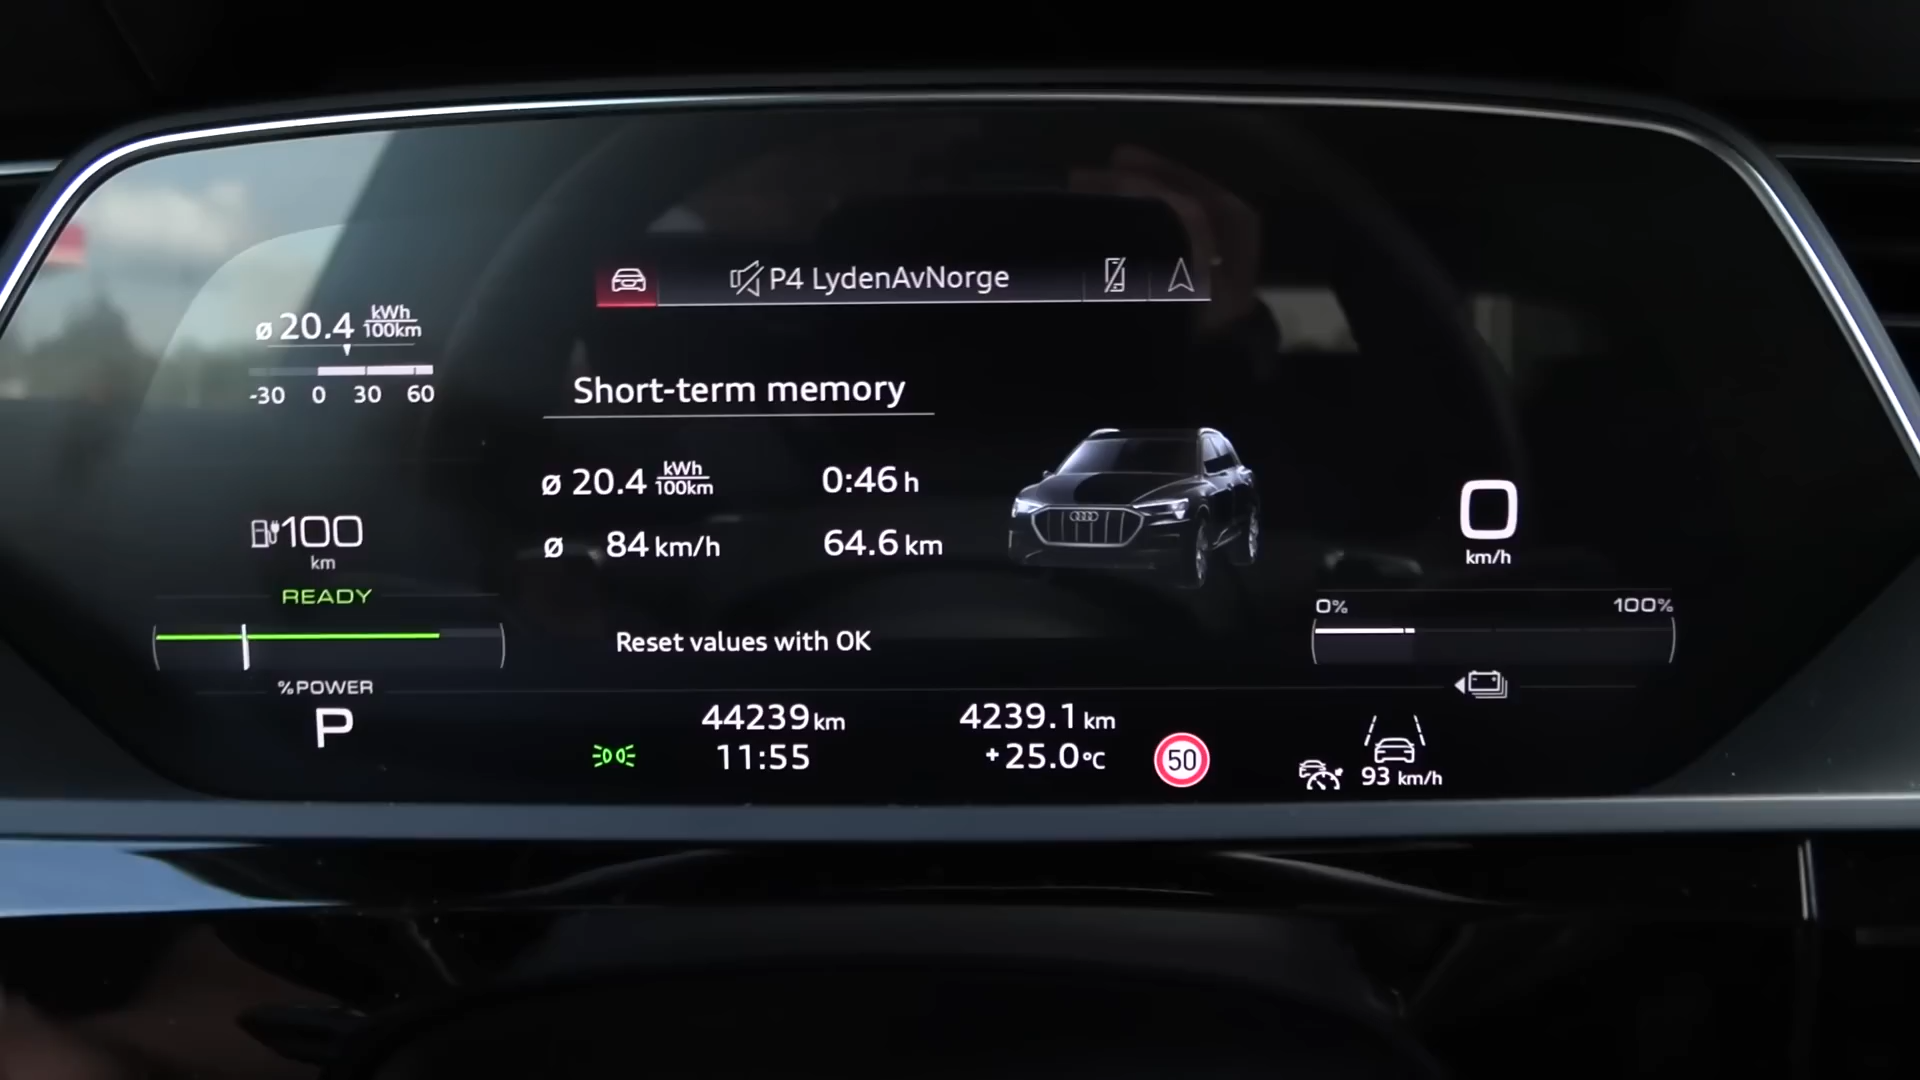 P4 LydenAvNorge
ø 20.4 kWh/100km
-30 0 30 60
Short-term memory
ø 20.4 kWh/100km 0:46 h
ø 84 km/h 64.6 km
Reset values with OK
100
km
READY
%POWER
P
0
km/h
0% 100%
44239 km 4239.1 km
11:55 +25.0°C
50
93 km/h